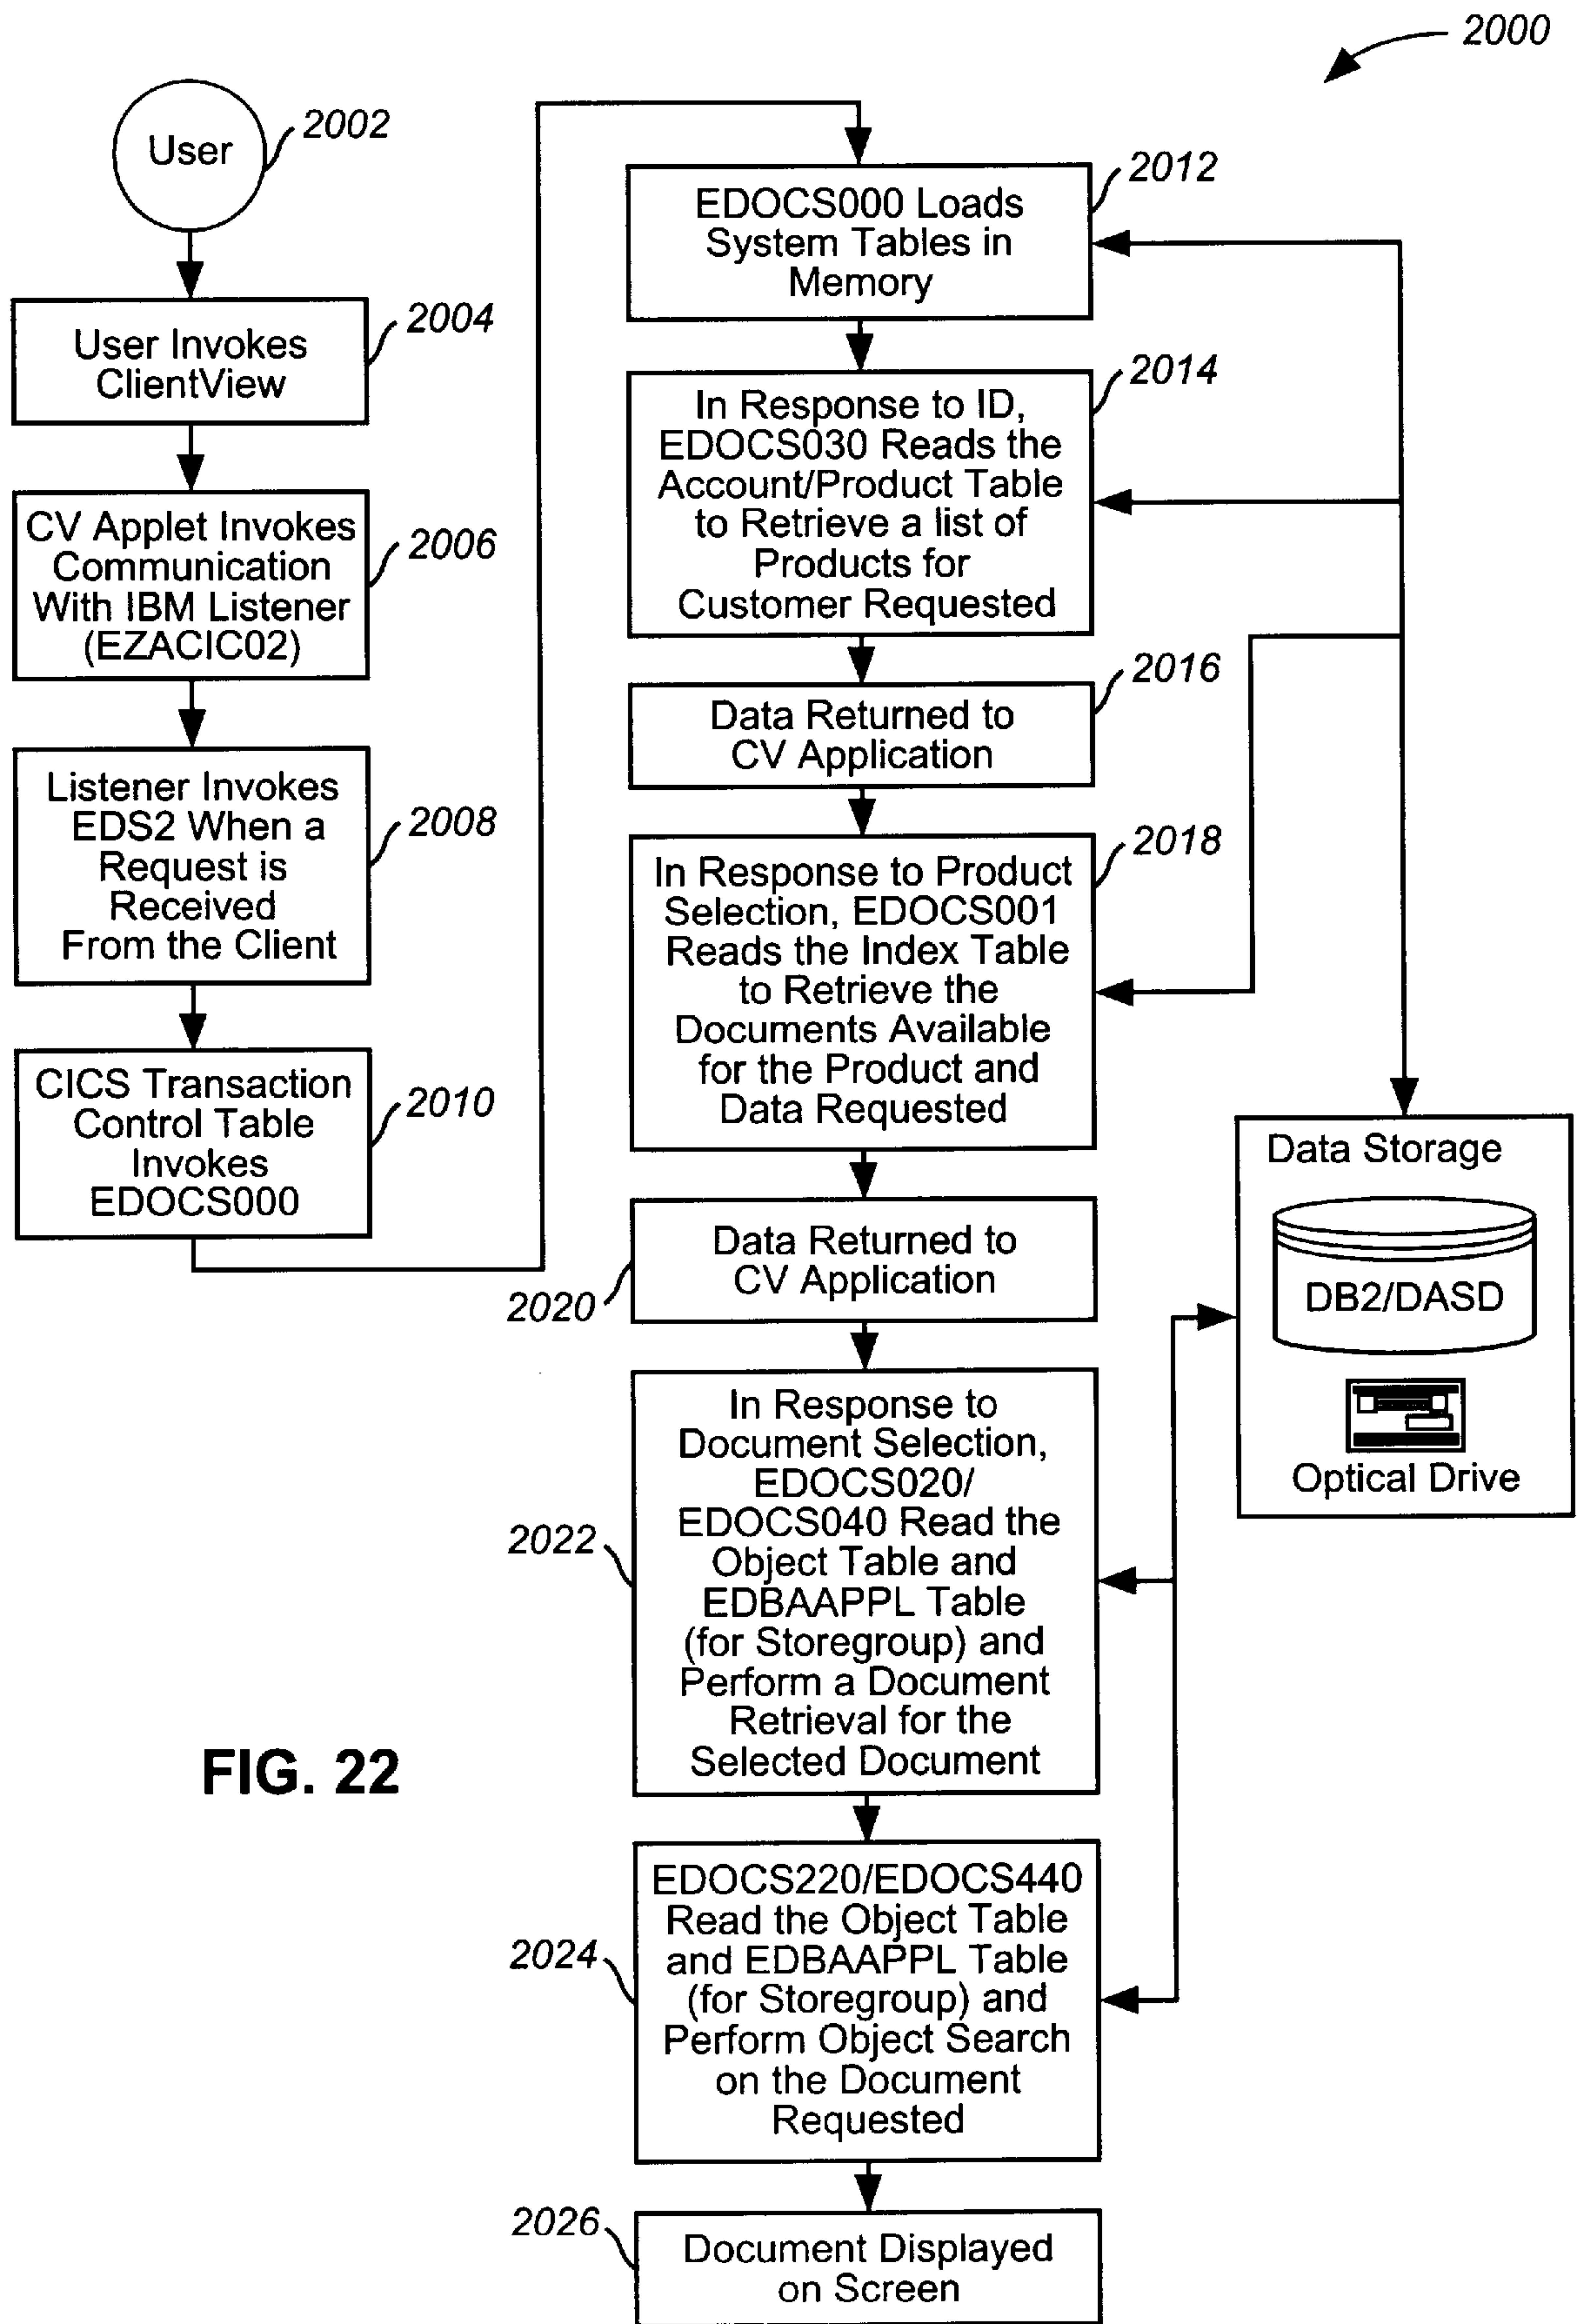 2000
User
2002
User Invokes
ClientView
2004
CV Applet Invokes
Communication
With IBM Listener
(EZACIC02)
2006
Listener Invokes
EDS2 When a
Request is
Received
From the Client
2008
CICS Transaction
Control Table
Invokes
EDOCS000
2010
EDOCS000 Loads
System Tables in
Memory
2012
In Response to ID,
EDOCS030 Reads the
Account/Product Table
to Retrieve a list of
Products for
Customer Requested
2014
Data Returned to
CV Application
2016
In Response to Product
Selection, EDOCS001
Reads the Index Table
to Retrieve the
Documents Available
for the Product and
Data Requested
2018
Data Returned to
CV Application
2020
In Response to
Document Selection,
EDOCS020/
EDOCS040 Read the
Object Table and
EDBAAPPL Table
(for Storegroup) and
Perform a Document
Retrieval for the
Selected Document
2022
EDOCS220/EDOCS440
Read the Object Table
and EDBAAPPL Table
(for Storegroup) and
Perform Object Search
on the Document
Requested
2024
Document Displayed
on Screen
2026
Data Storage
DB2/DASD
Optical Drive
FIG. 22